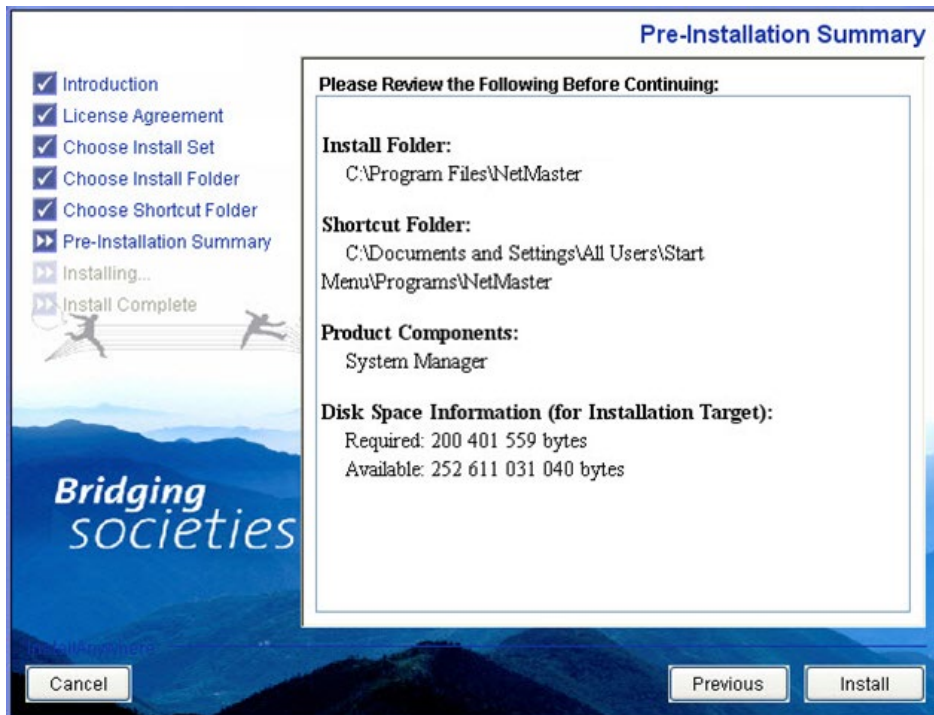 Pre-Installation Summary
Introduction
License Agreement
Choose Install Set
Choose Install Folder
Choose Shortcut Folder
Pre-Installation Summary
Installing...
Install Complete
Please Review the Following Before Continuing:
Install Folder:
C:\Program Files\NetMaster
Shortcut Folder:
C:\Documents and Settings\All Users\Start
Menu\Programs\NetMaster
Product Components:
System Manager
Disk Space Information (for Installation Target):
Required: 200 401 559 bytes
Available: 252 611 031 040 bytes
Bridging
societies
InstallAnywhere
Cancel
Previous
Install